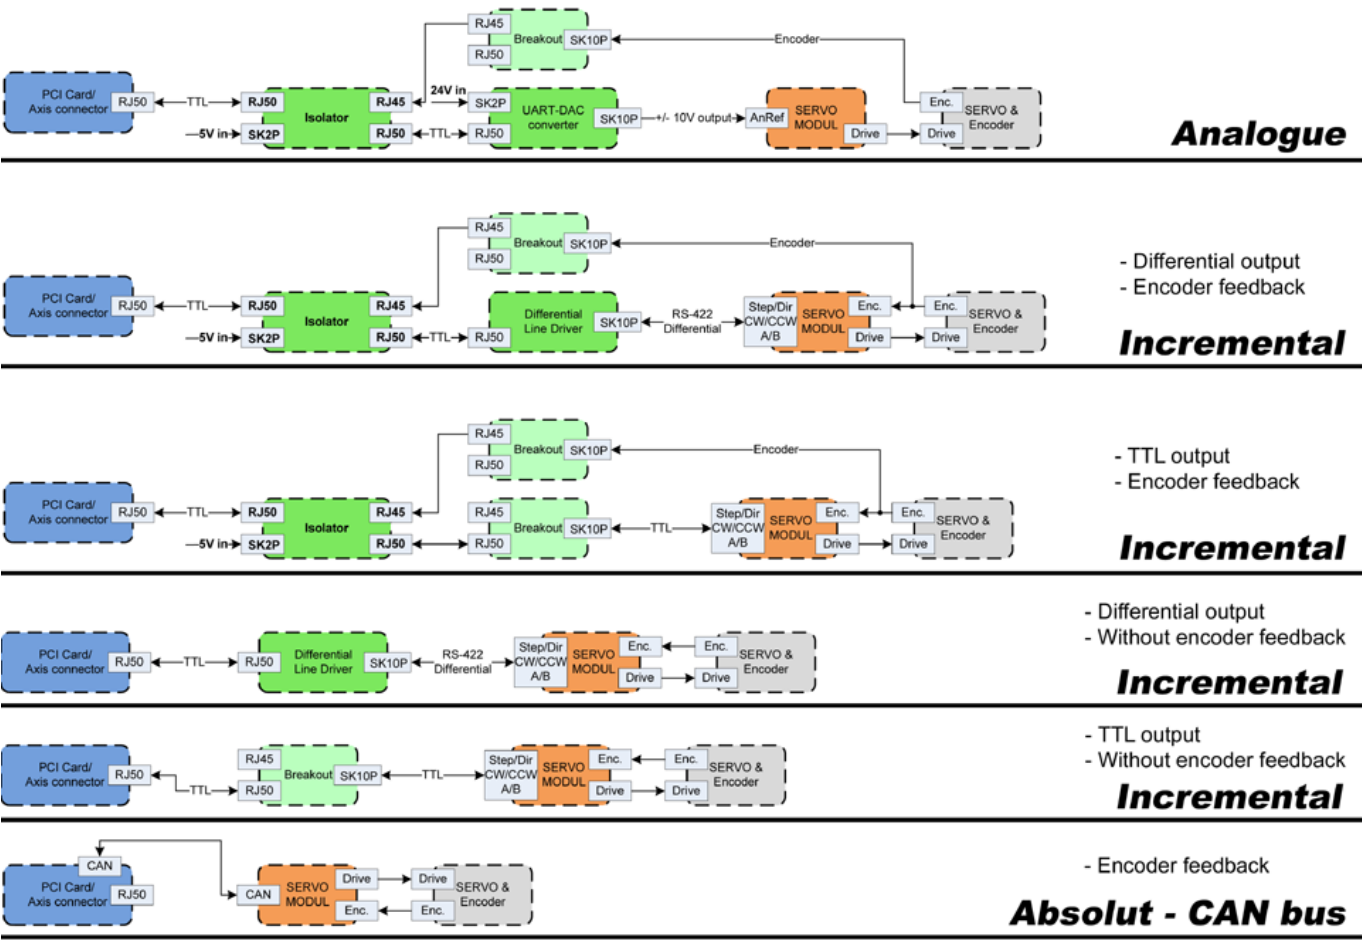 RJ45
Breakout
SK10P
Encoder
RJ50
PCI Card/
Axis connector
RJ50
TTL
RJ50
RJ45
24V in
SK2P
UART-DAC
converter
SK10P
+/- 10V output
AnRef
SERVO
MODUL
Enc.
SERVO &
Encoder
Isolator
5V in
SK2P
RJ50
TTL
RJ50
Drive
Drive
Analogue
RJ45
Breakout
SK10P
Encoder
RJ50
- Differential output
- Encoder feedback
PCI Card/
Axis connector
RJ50
TTL
RJ50
RJ45
Isolator
Differential
Line Driver
SK10P
RS-422
Differential
Step/Dir
CW/CCW
A/B
SERVO
MODUL
Enc.
Enc.
SERVO &
Encoder
5V in
SK2P
RJ50
TTL
RJ50
Drive
Drive
Incremental
RJ45
Breakout
SK10P
Encoder
RJ50
- TTL output
- Encoder feedback
PCI Card/
Axis connector
RJ50
TTL
RJ50
RJ45
Isolator
RJ45
Breakout
SK10P
TTL
Step/Dir
CW/CCW
A/B
SERVO
MODUL
Enc.
Enc.
SERVO &
Encoder
5V in
SK2P
RJ50
RJ50
Drive
Drive
Incremental
- Differential output
- Without encoder feedback
PCI Card/
Axis connector
RJ50
TTL
RJ50
Differential
Line Driver
SK10P
RS-422
Differential
Step/Dir
CW/CCW
A/B
SERVO
MODUL
Enc.
Enc.
SERVO &
Encoder
Drive
Drive
Incremental
- TTL output
- Without encoder feedback
PCI Card/
Axis connector
RJ50
TTL
RJ45
RJ50
Breakout
SK10P
TTL
Step/Dir
CW/CCW
A/B
SERVO
MODUL
Enc.
Enc.
SERVO &
Encoder
Drive
Drive
Incremental
CAN
PCI Card/
Axis connector
RJ50
CAN
SERVO
MODUL
Drive
Drive
SERVO &
Encoder
Enc.
Enc.
- Encoder feedback
Absolut - CAN bus